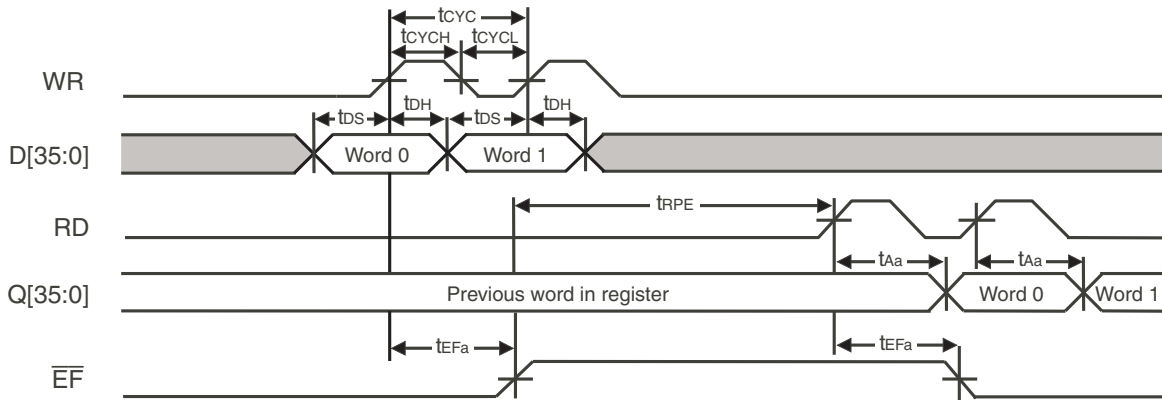 tCYC
tCYCH tCYCL
WR
tDS tDH tDS tDH
D[35:0] Word 0 Word 1
tRPE
RD
tAa tAa
Q[35:0] Previous word in register Word 0 Word 1
tEFa tEFa
EF